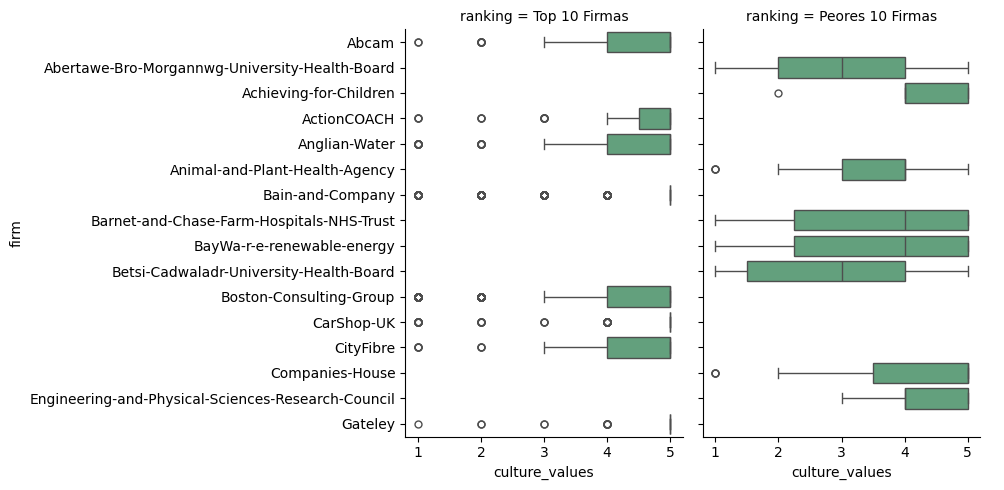 ranking = Top 10 Firmas
ranking = Peores 10 Firmas
Abcam
Abertawe-Bro-Morgannwg-University-Health-Board
Achieving-for-Children
ActionCOACH
Anglian-Water
Animal-and-Plant-Health-Agency
Bain-and-Company
Barnet-and-Chase-Farm-Hospitals-NHS-Trust
BayWa-r-e-renewable-energy
Betsi-Cadwaladr-University-Health-Board
Boston-Consulting-Group
CarShop-UK
CityFibre
Companies-House
Engineering-and-Physical-Sciences-Research-Council
Gateley
firm
1 2 3 4 5
1 2 3 4 5
culture_values
culture_values